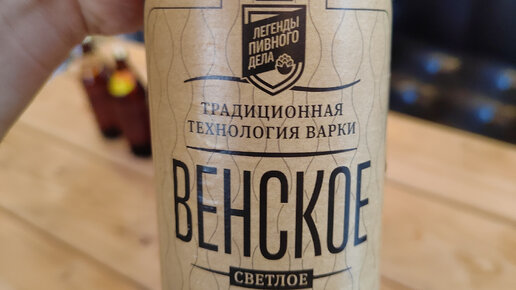 ЛЕГЕНДЫ
ПИВНОГО
ДЕЛА
ТРАДИЦИОННАЯ
ТЕХНОЛОГИЯ ВАРКИ
ВЕНСКОЕ
СВЕТЛОЕ